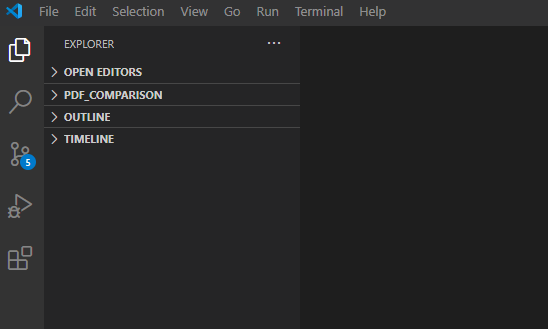 File Edit Selection View Go Run Terminal Help
EXPLORER ...
OPEN EDITORS
PDF_COMPARISON
OUTLINE
TIMELINE
5